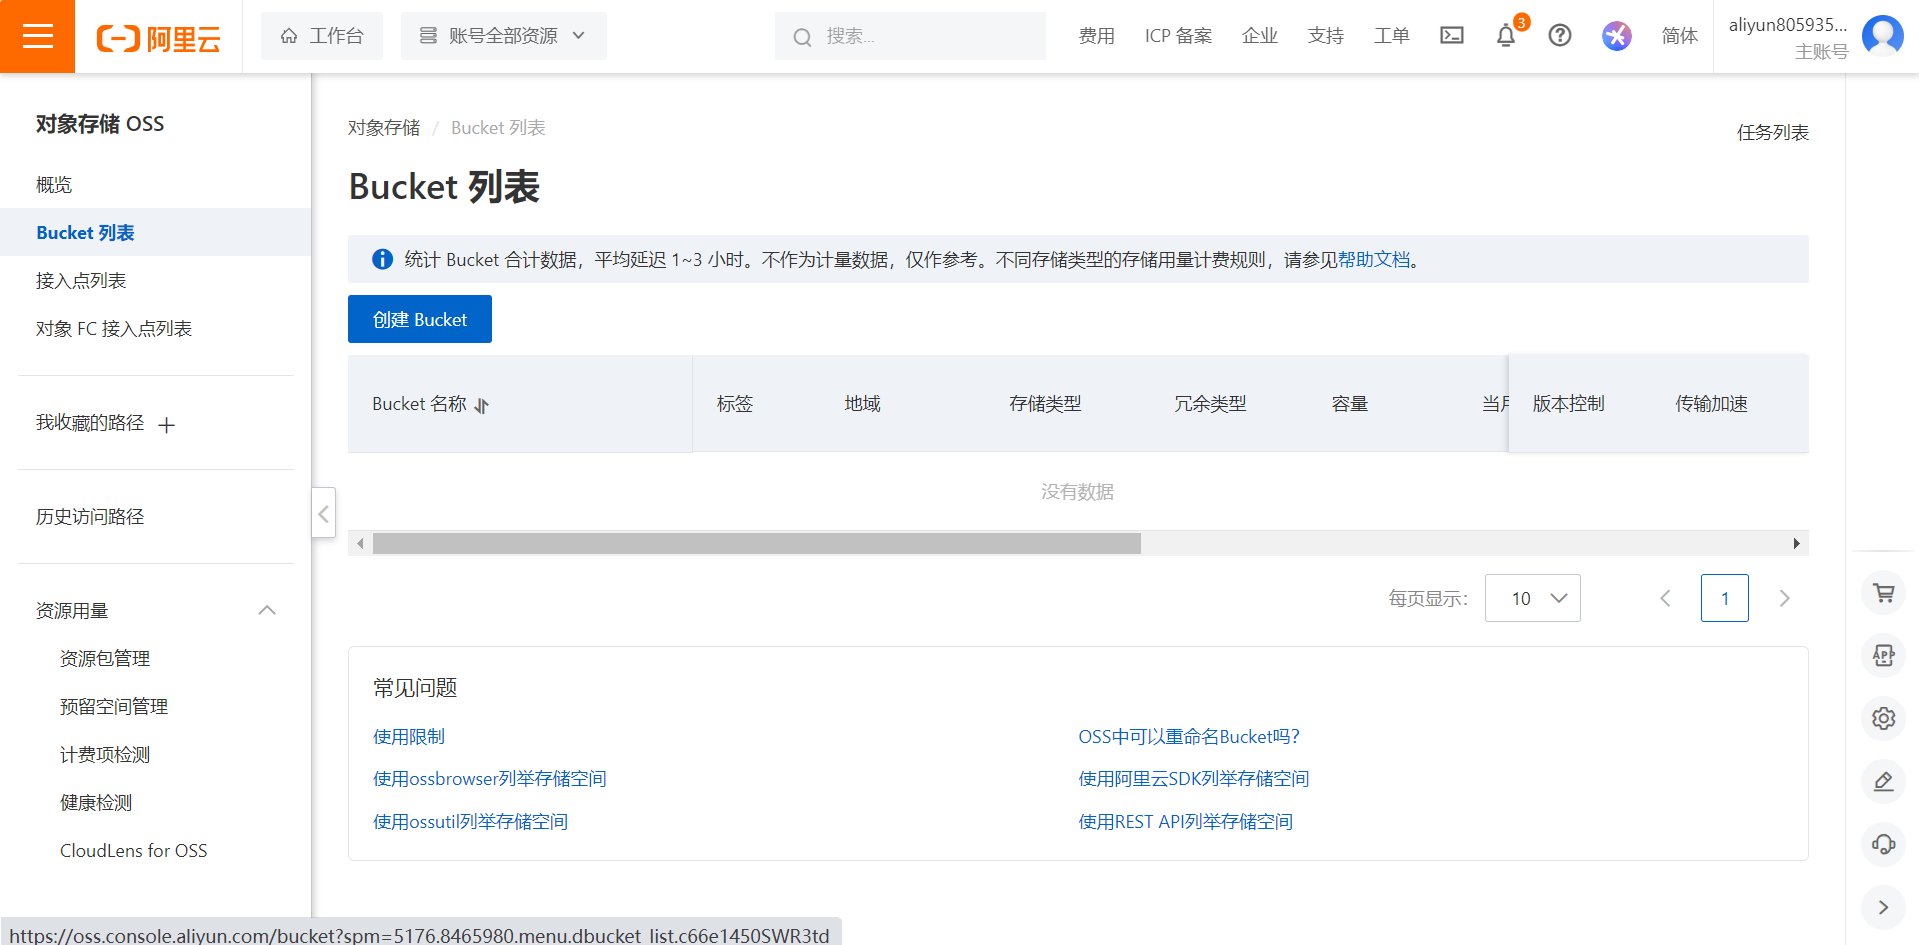 阿里云
工作台
账号全部资源
搜索...
费用
ICP 备案
企业
支持
工单
3
简体
aliyun805935...
主账号
对象存储 OSS
概览
Bucket 列表
接入点列表
对象 FC 接入点列表
我收藏的路径
历史访问路径
资源用量
资源包管理
预留空间管理
计费项检测
健康检测
CloudLens for OSS
对象存储 / Bucket 列表
任务列表
Bucket 列表
统计 Bucket 合计数据，平均延迟 1~3 小时。不作为计量数据，仅作参考。不同存储类型的存储用量计费规则，请参见帮助文档。
创建 Bucket
Bucket 名称
标签
地域
存储类型
冗余类型
容量
当月
版本控制
传输加速
没有数据
每页显示：
10
1
常见问题
使用限制
OSS中可以重命名Bucket吗?
使用ossbrowser列举存储空间
使用阿里云SDK列举存储空间
使用ossutil列举存储空间
使用REST API列举存储空间
APP
https://oss.console.aliyun.com/bucket?spm=5176.8465980.menu.dbucket_list.c66e1450SWR3td